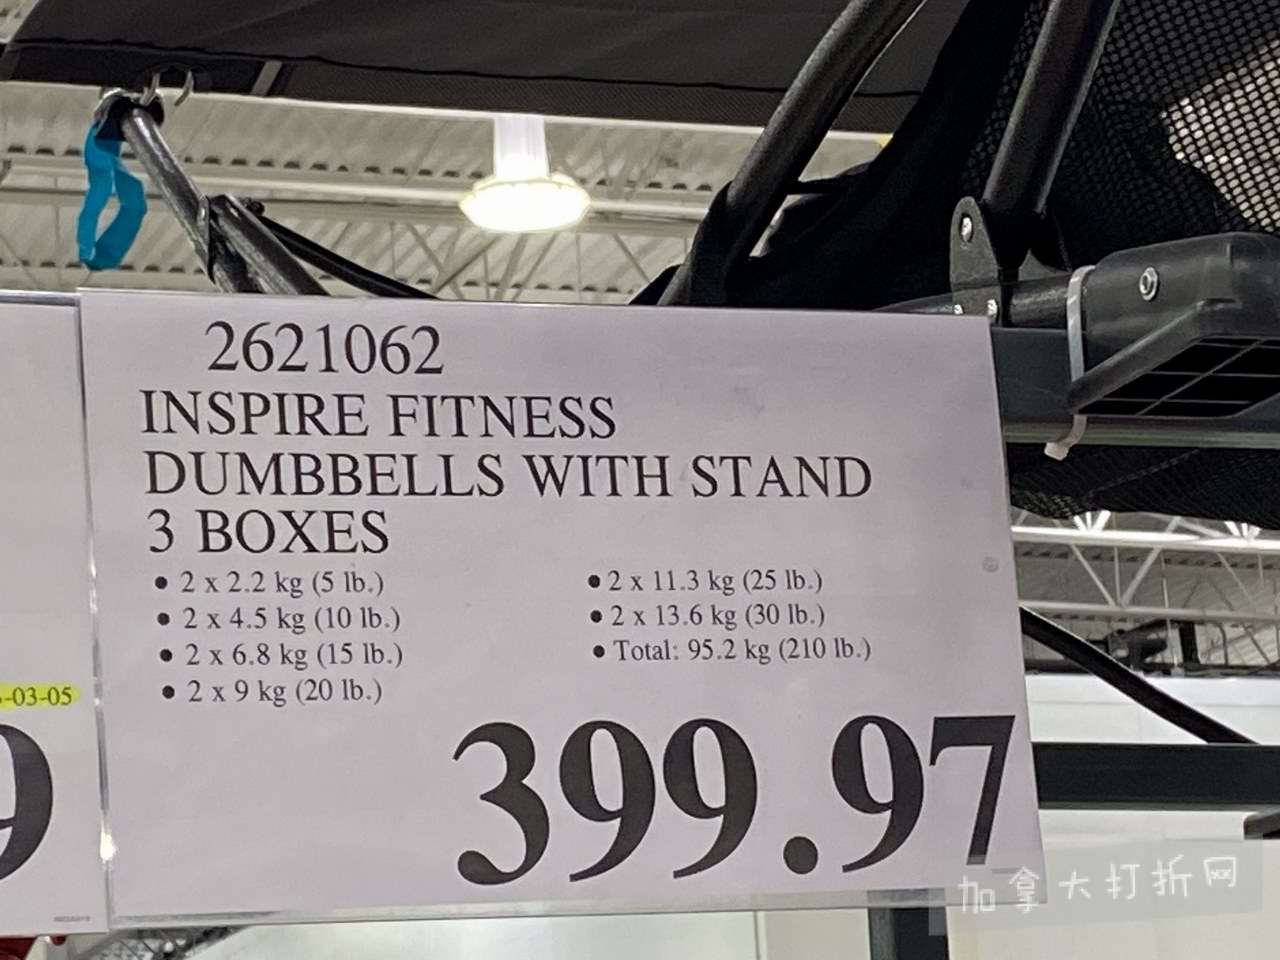 2621062
INSPIRE FITNESS
DUMBBELLS WITH STAND
3 BOXES
• 2 x 2.2 kg (5 lb.)
• 2 x 4.5 kg (10 lb.)
• 2 x 6.8 kg (15 lb.)
• 2 x 9 kg (20 lb.)
• 2 x 11.3 kg (25 lb.)
• 2 x 13.6 kg (30 lb.)
• Total: 95.2 kg (210 lb.)
399.97
-03-05
9
加拿大打折网